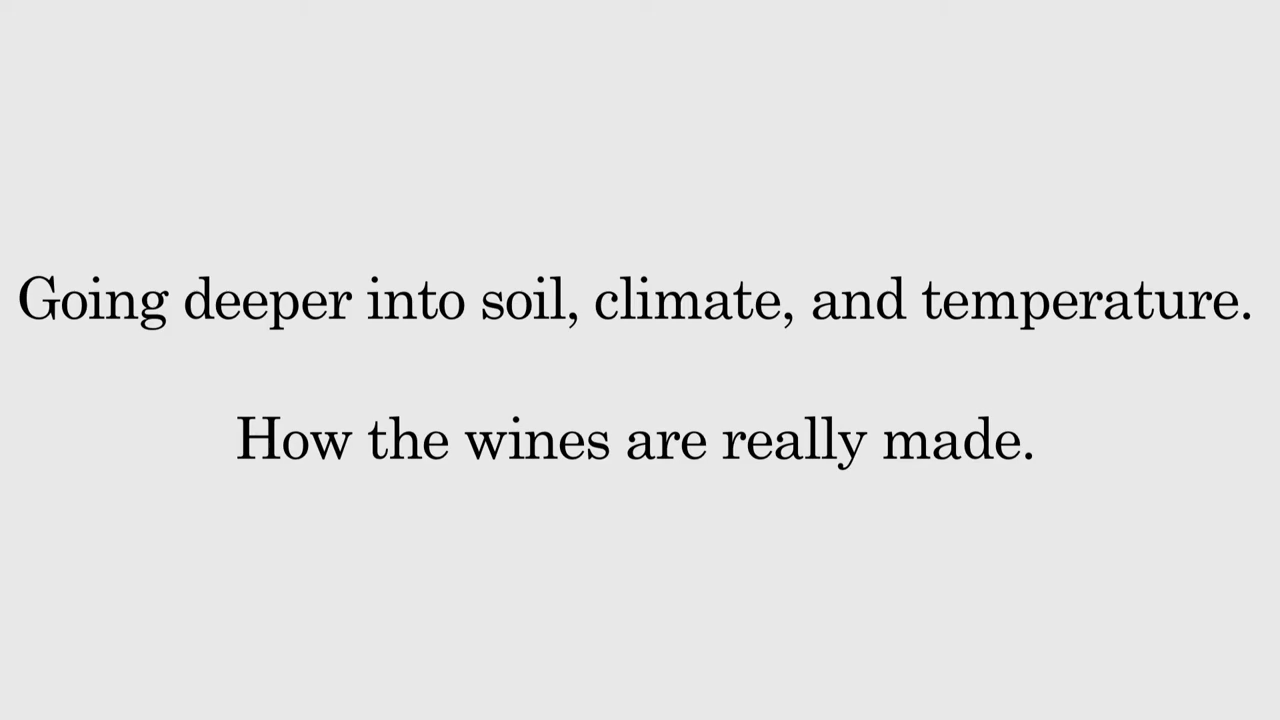 Going deeper into soil, climate, and temperature.
How the wines are really made.